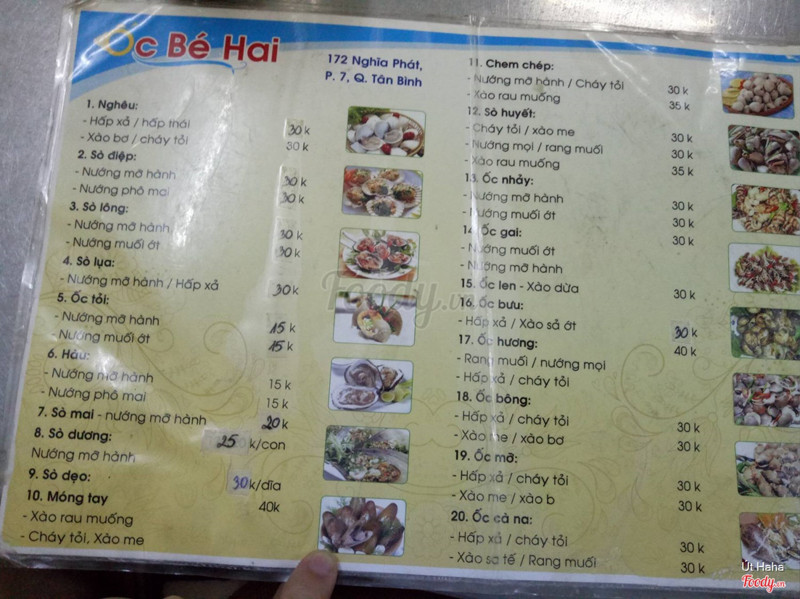 Ốc Bé Hai
172 Nghĩa Phát,
P. 7, Q. Tân Bình
1. Nghêu:
- Hấp xả / hấp thái 30 k
- Xào bơ / cháy tỏi 30 k
2. Sò điệp:
- Nướng mỡ hành 30 k
- Nướng phô mai 30 k
3. Sò lông:
- Nướng mỡ hành 30 k
- Nướng muối ớt 30 k
4. Sò lụa:
- Nướng mỡ hành / Hấp xả 30 k
5. Ốc tỏi:
- Nướng mỡ hành 15 k
- Nướng muối ớt 15 k
6. Hàu:
- Nướng mỡ hành 15 k
- Nướng phô mai 15 k
7. Sò mai - nướng mỡ hành 20 k
8. Sò dương: 25 k/con
Nướng mỡ hành
9. Sò dẹo: 30 k/dĩa
10. Móng tay 40k
- Xào rau muống
- Cháy tỏi, Xào me
11. Chem chép:
- Nướng mỡ hành / Cháy tỏi 30 k
- Xào rau muống 35 k
12. Sò huyết:
- Cháy tỏi / xào me 30 k
- Nướng mọi / rang muối 30 k
- Xào rau muống 35 k
13. Ốc nhảy:
- Nướng mỡ hành 30 k
- Nướng muối ớt 30 k
14. Ốc gai: 30 k
- Nướng muối ớt
- Nướng mỡ hành
15. Ốc len - Xào dừa 30 k
16. Ốc bươu:
- Hấp xả / Xào sả ớt 30 k
17. Ốc hương: 40 k
- Rang muối / nướng mọi
- Hấp xả / cháy tỏi
18. Ốc bông:
- Hấp xả / cháy tỏi 30 k
- Xào me / xào bơ 30 k
19. Ốc mỡ:
- Hấp xả / cháy tỏi 30 k
- Xào me / xào b 30 k
20. Ốc cà na:
- Hấp xả / cháy tỏi 30 k
- Xào sa tế / Rang muối 30 k
Foody.vn
Út Haha
Foody.vn